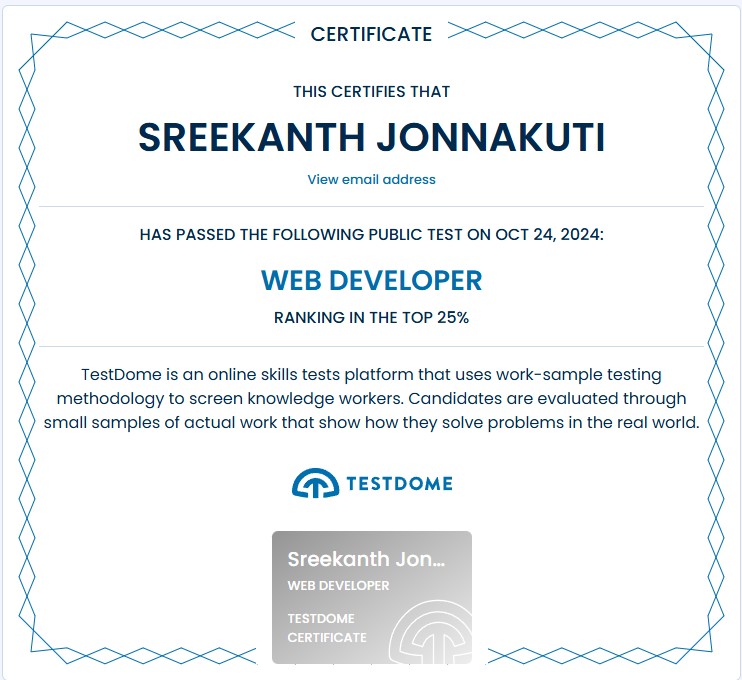 CERTIFICATE
THIS CERTIFIES THAT
SREEKANTH JONNAKUTI
View email address
HAS PASSED THE FOLLOWING PUBLIC TEST ON OCT 24, 2024:
WEB DEVELOPER
RANKING IN THE TOP 25%
TestDome is an online skills tests platform that uses work-sample testing
methodology to screen knowledge workers. Candidates are evaluated through
small samples of actual work that show how they solve problems in the real world.
TESTDOME
Sreekanth Jon...
WEB DEVELOPER
TESTDOME
CERTIFICATE